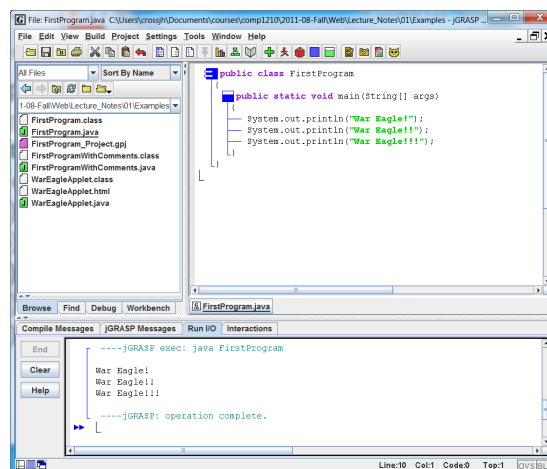 File: FirstProgram.java C:\Users\crossjh\Documents\courses\comp1210\2011-08-Fall\Web\Lecture_Notes\01\Examples - jGRASP ...
File Edit View Build Project Settings Tools Window Help
All Files Sort By Name
1-08-Fall\Web\Lecture_Notes\01\Examples
FirstProgram.class
FirstProgram.java
FirstProgram_Project.gpj
FirstProgramWithComments.class
FirstProgramWithComments.java
WarEagleApplet.class
WarEagleApplet.html
WarEagleApplet.java
public class FirstProgram
{
public static void main(String[] args)
{
System.out.println("War Eagle!");
System.out.println("War Eagle!!");
System.out.println("War Eagle!!!");
}
}
Browse Find Debug Workbench
FirstProgram.java
Compile Messages jGRASP Messages Run I/O Interactions
End
Clear
Help
----jGRASP exec: java FirstProgram
War Eagle!
War Eagle!!
War Eagle!!!
----jGRASP: operation complete.
Line:10 Col:1 Code:0 Top:1 OVS